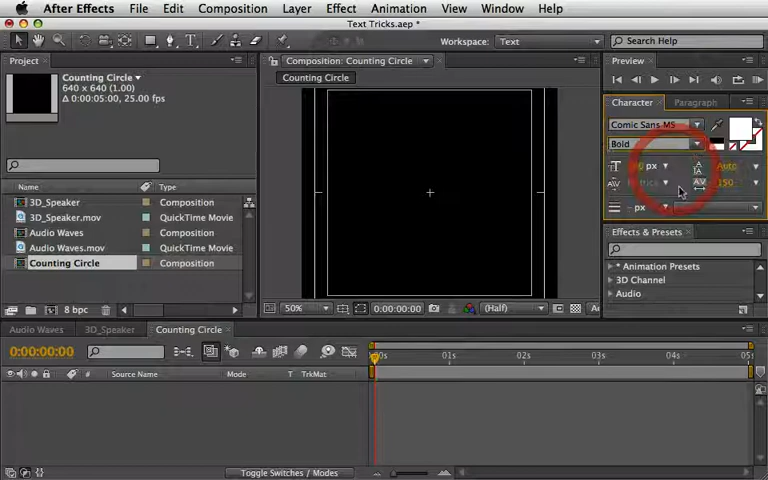 After Effects File Edit Composition Layer Effect Animation View Window Help
Text Tricks.aep *
Workspace: Text Search Help
Project
Counting Circle
640 x 640 (1.00)
Δ 0:00:05:00, 25.00 fps
Name Type
3D_Speaker Composition
3D_Speaker.mov QuickTime Movie
Audio Waves Composition
Audio Waves.mov QuickTime Movie
Counting Circle Composition
8 bpc
Composition: Counting Circle
Counting Circle
50% 0:00:00:00 (Half)
Preview
Character Paragraph
Comic Sans MS
Bold
px Auto
150
- px
Effects & Presets
* Animation Presets
3D Channel
Audio
Audio Waves 3D_Speaker Counting Circle
0:00:00:00
01s 02s 03s 04s 05s
# Source Name Mode T TrkMat
Toggle Switches / Modes